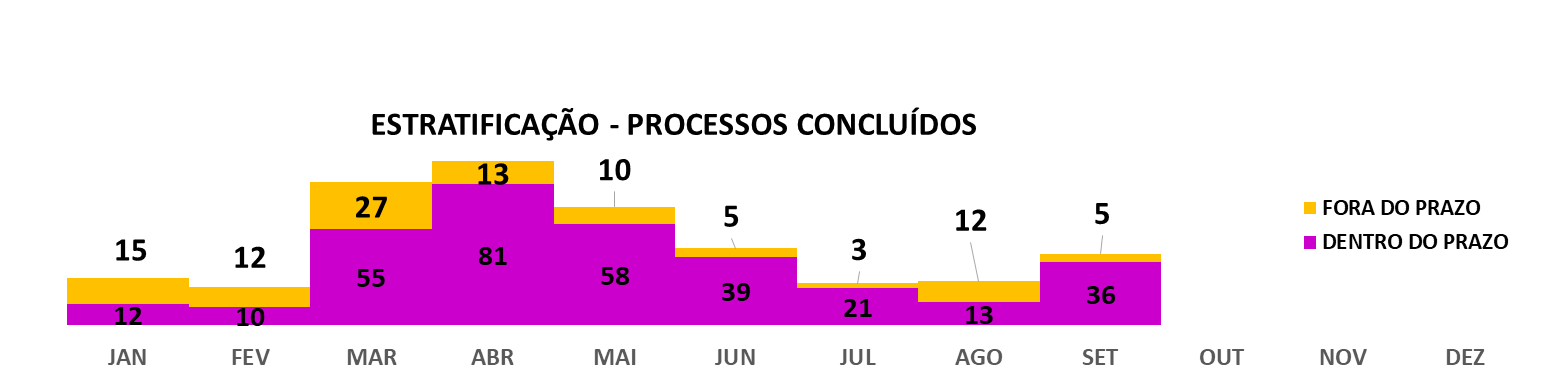 ESTRATIFICAÇÃO - PROCESSOS CONCLUÍDOS
15 12 27 13 10 5 3 12 5
12 10 55 81 58 39 21 13 36
FORA DO PRAZO
DENTRO DO PRAZO
JAN FEV MAR ABR MAI JUN JUL AGO SET OUT NOV DEZ